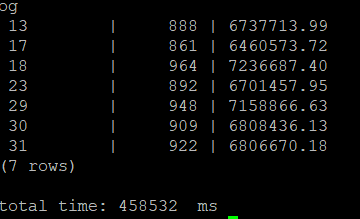 og
13 | 888 | 6737713.99
17 | 861 | 6460573.72
18 | 964 | 7236687.40
23 | 892 | 6701457.95
29 | 948 | 7158866.63
30 | 909 | 6808436.13
31 | 922 | 6806670.18
(7 rows)
total time: 458532 ms